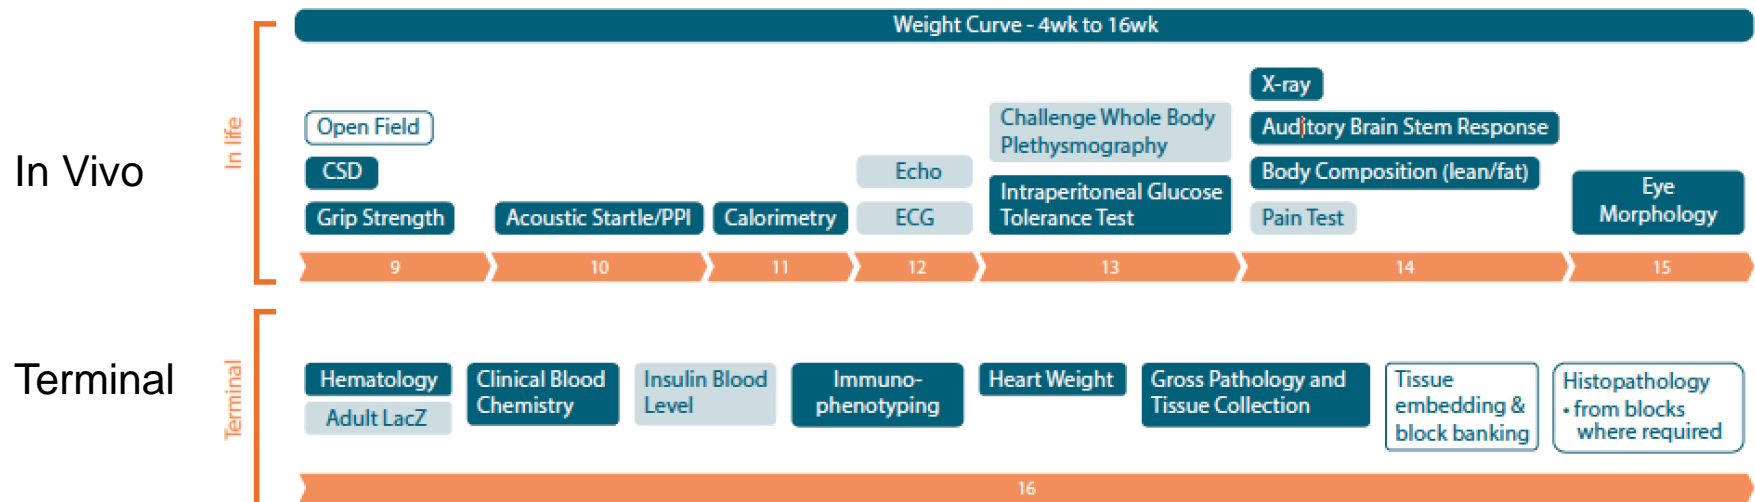 Weight Curve - 4wk to 16wk
In Vivo
In life
Open Field
CSD
Grip Strength
Acoustic Startle/PPI
Calorimetry
Echo
ECG
Challenge Whole Body
Plethysmography
Intraperitoneal Glucose
Tolerance Test
X-ray
Auditory Brain Stem Response
Body Composition (lean/fat)
Pain Test
Eye
Morphology
9
10
11
12
13
14
15
Terminal
Terminal
Hematology
Adult LacZ
Clinical Blood
Chemistry
Insulin Blood
Level
Immuno-
phenotyping
Heart Weight
Gross Pathology and
Tissue Collection
Tissue
embedding &
block banking
Histopathology
• from blocks
where required
16